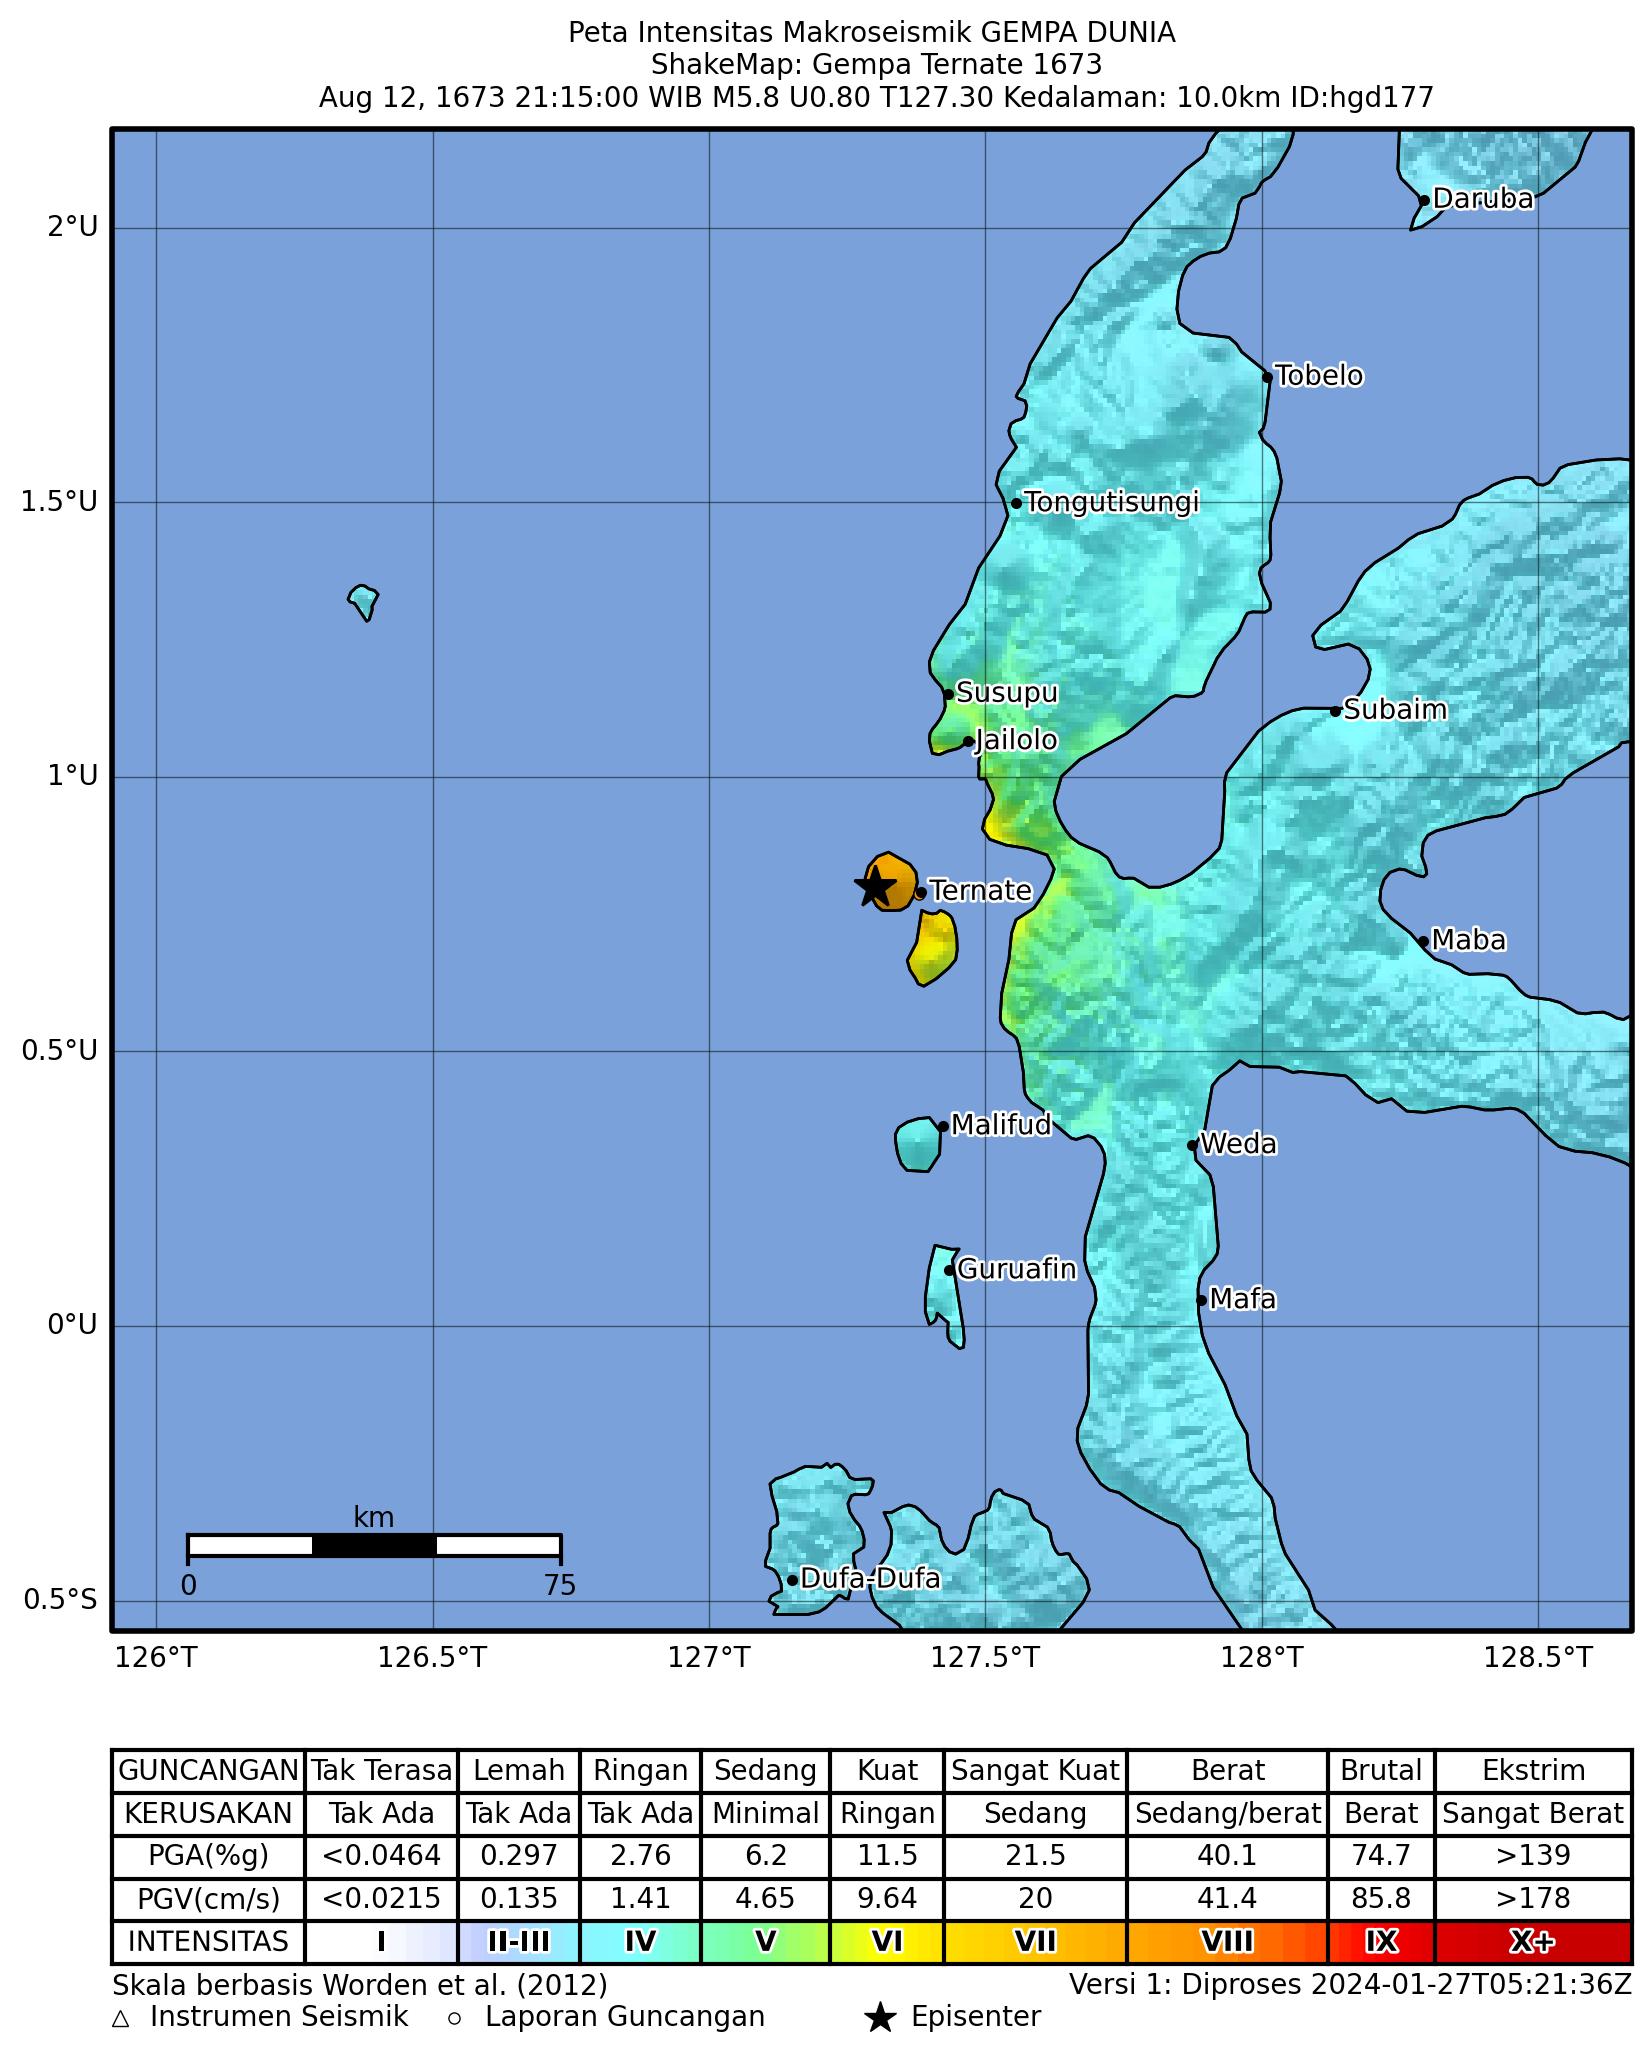 Peta Intensitas Makroseismik GEMPA DUNIA
ShakeMap: Gempa Ternate 1673
Aug 12, 1673 21:15:00 WIB M5.8 U0.80 T127.30 Kedalaman: 10.0km ID:hgd177
Daruba
2°U
Tobelo
1.5°U
Tongutisungi
Susupu
Subaim
Jailolo
1°U
Ternate
Maba
0.5°U
Malifud
Weda
Guruafin
Mafa
0°U
km
0 75
Dufa-Dufa
0.5°S
126°T 126.5°T 127°T 127.5°T 128°T 128.5°T
GUNCANGAN Tak Terasa Lemah Ringan Sedang Kuat Sangat Kuat Berat Brutal Ekstrim
KERUSAKAN Tak Ada Tak Ada Tak Ada Minimal Ringan Sedang Sedang/berat Berat Sangat Berat
PGA(%g) <0.0464 0.297 2.76 6.2 11.5 21.5 40.1 74.7 >139
PGV(cm/s) <0.0215 0.135 1.41 4.65 9.64 20 41.4 85.8 >178
INTENSITAS I II-III IV V VI VII VIII IX X+
Skala berbasis Worden et al. (2012) Versi 1: Diproses 2024-01-27T05:21:36Z
△ Instrumen Seismik ○ Laporan Guncangan ★ Episenter